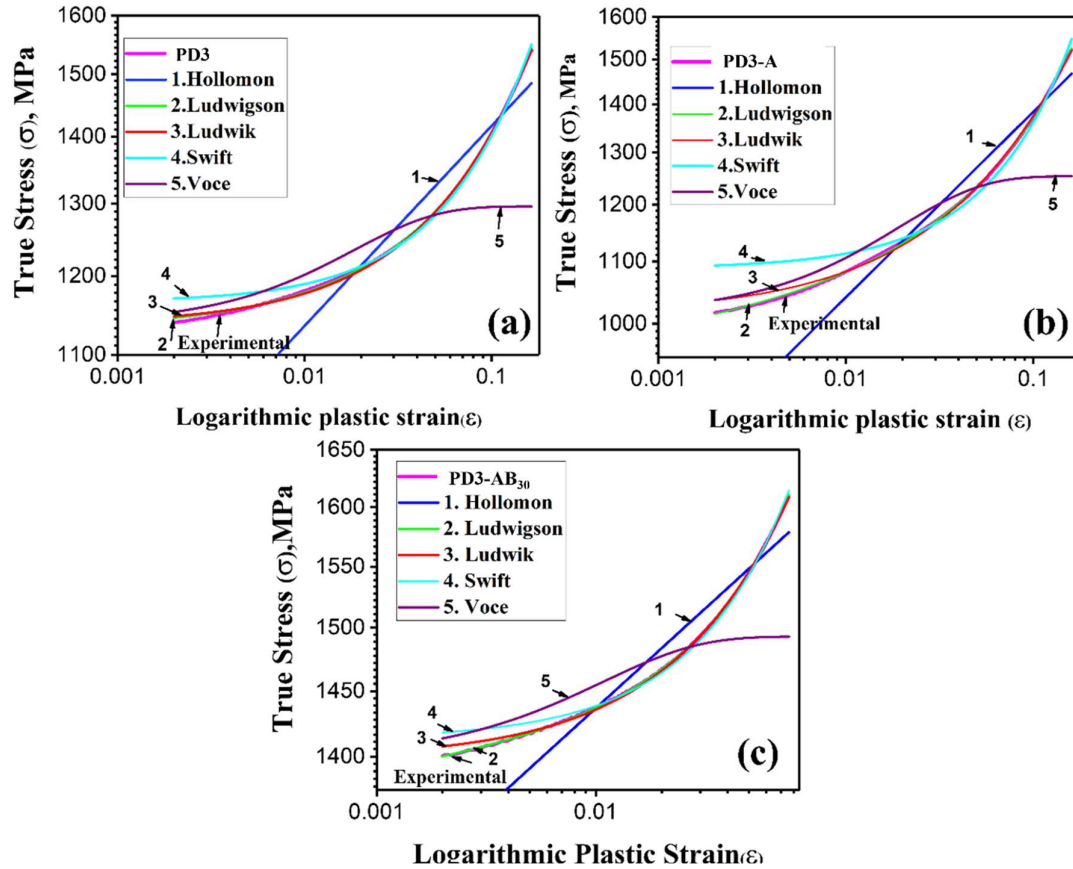 1600
1500
1400
1300
1200
1100
True Stress (σ), MPa
PD3
1.Hollomon
2.Ludwigson
3.Ludwik
4.Swift
5.Voce
1
5
4
3
2
Experimental
(a)
0.001
0.01
0.1
Logarithmic plastic strain(ε)
1600
1500
1400
1300
1200
1100
1000
True Stress (σ), MPa
PD3-A
1.Hollomon
2.Ludwigson
3.Ludwik
4.Swift
5.Voce
1
5
4
3
2
Experimental
(b)
0.001
0.01
0.1
Logarithmic plastic strain (ε)
1650
1600
1550
1500
1450
1400
True Stress (σ),MPa
PD3-AB30
1. Hollomon
2. Ludwigson
3. Ludwik
4. Swift
5. Voce
1
5
4
3
2
Experimental
(c)
0.001
0.01
Logarithmic Plastic Strain(ε)